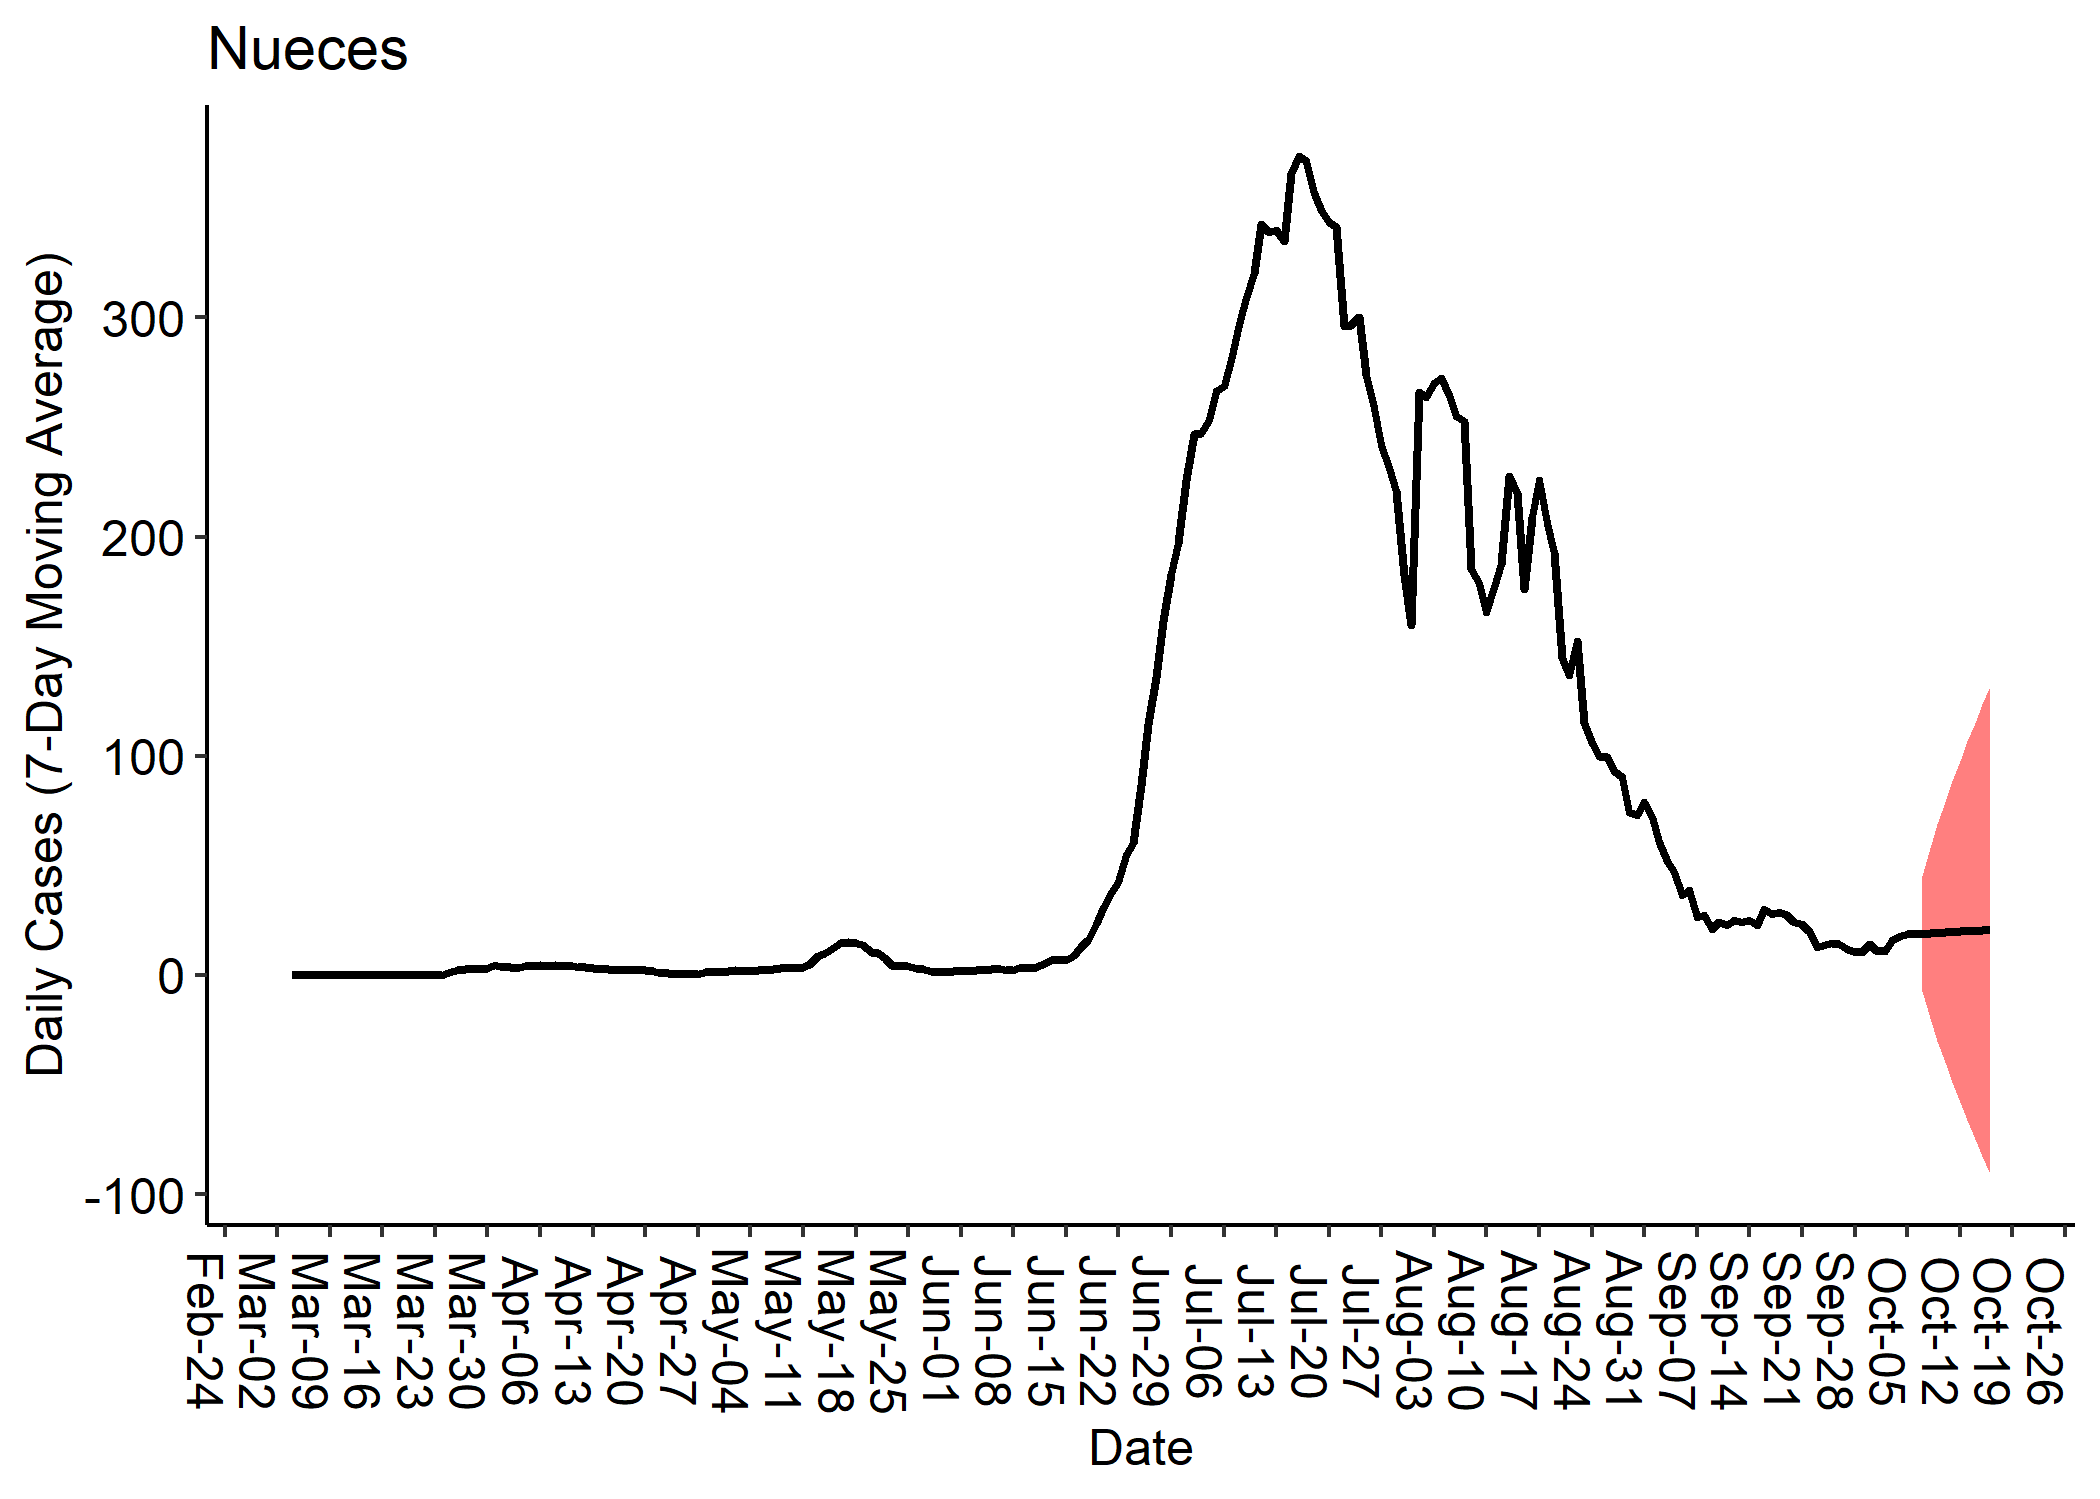 Nueces
Daily Cases (7-Day Moving Average)
300
200
100
0
-100
Feb-24
Mar-02
Mar-09
Mar-16
Mar-23
Mar-30
Apr-06
Apr-13
Apr-20
Apr-27
May-04
May-11
May-18
May-25
Jun-01
Jun-08
Jun-15
Jun-22
Jun-29
Jul-06
Jul-13
Jul-20
Jul-27
Aug-03
Aug-10
Aug-17
Aug-24
Aug-31
Sep-07
Sep-14
Sep-21
Sep-28
Oct-05
Oct-12
Oct-19
Oct-26
Date